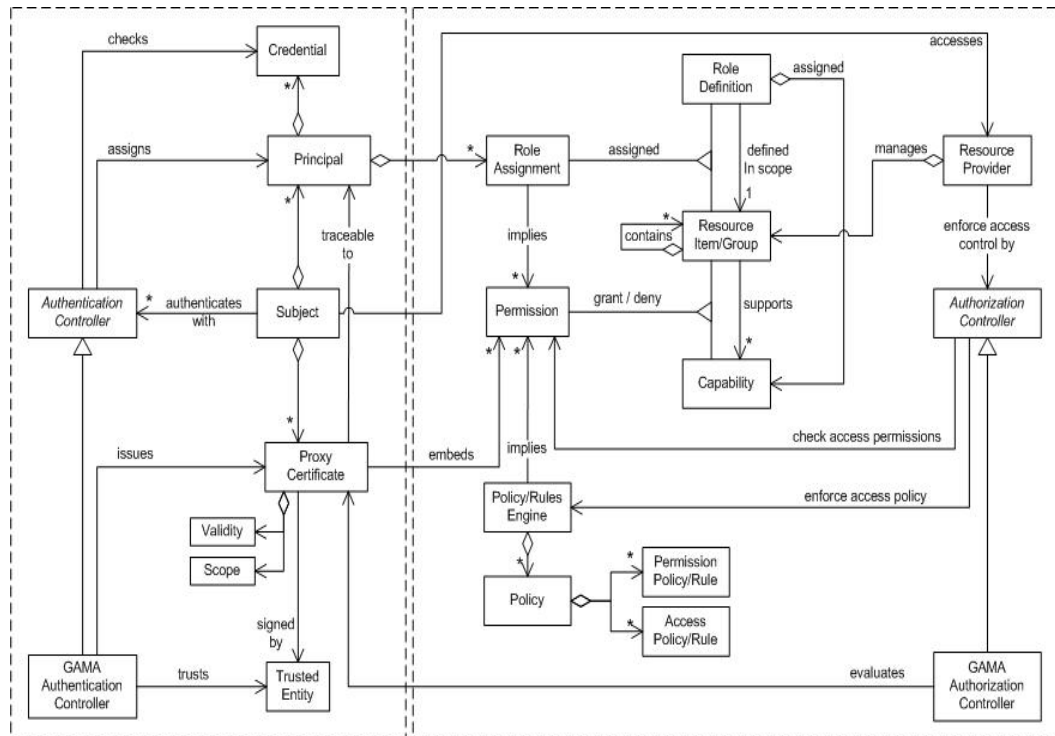 checks
Credential
*
assigns
Principal
*
traceable
to
Authentication
Controller
*
authenticates
with
Subject
*
issues
Proxy
Certificate
Validity
Scope
signed
by
GAMA
Authentication
Controller
trusts
Trusted
Entity
accesses
Role
Definition
assigned
*
Role
Assignment
assigned
defined
In scope
1
manages
Resource
Provider
implies
*
contains
Resource
Item/Group
enforce access
control by
*
Permission
grant / deny
supports
*
Authorization
Controller
*
*
Capability
embeds
implies
check access permissions
Policy/Rules
Engine
enforce access policy
*
Policy
*
Permission
Policy/Rule
*
Access
Policy/Rule
evaluates
GAMA
Authorization
Controller